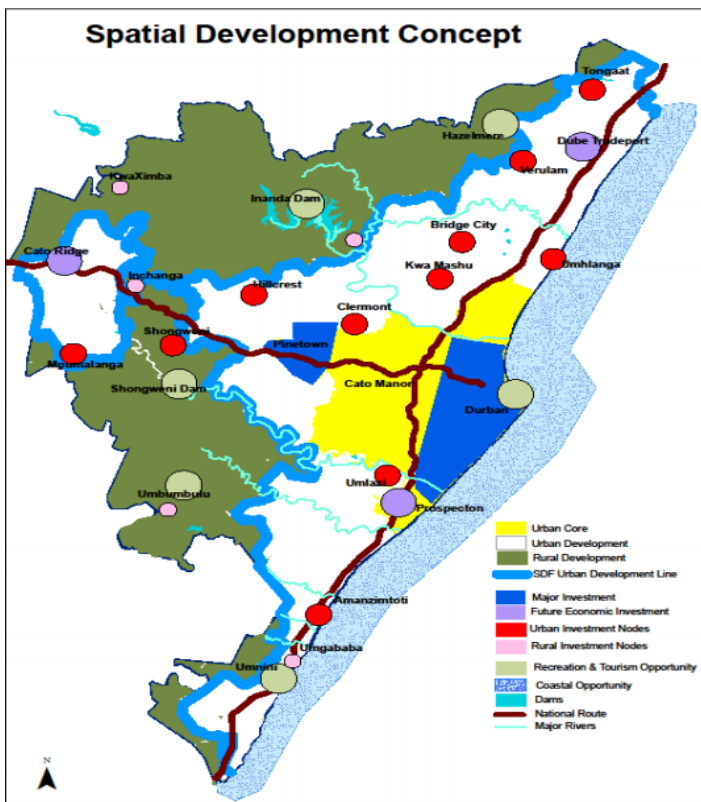 Spatial Development Concept
Tongaat
Hazelmere
Dube Tradeport
Verulam
KwaXimba
Inanda Dam
Bridge City
Cato Ridge
Kwa Mashu
Umhlanga
Inchanga
Hillcrest
Clermont
Shongweni
Pinetown
Mpumalanga
Shongweni Dam
Cato Manor
Durban
Umlaxi
Umbumbulu
Prospecton
Urban Core
Urban Development
Rural Development
SDF Urban Development Line
Major Investment
Future Economic Investment
Amanzimtoti
Urban Investment Nodes
Rural Investment Nodes
Umgababa
Umnini
Recreation & Tourism Opportunity
Coastal Opportunity
Dams
National Route
Major Rivers
N